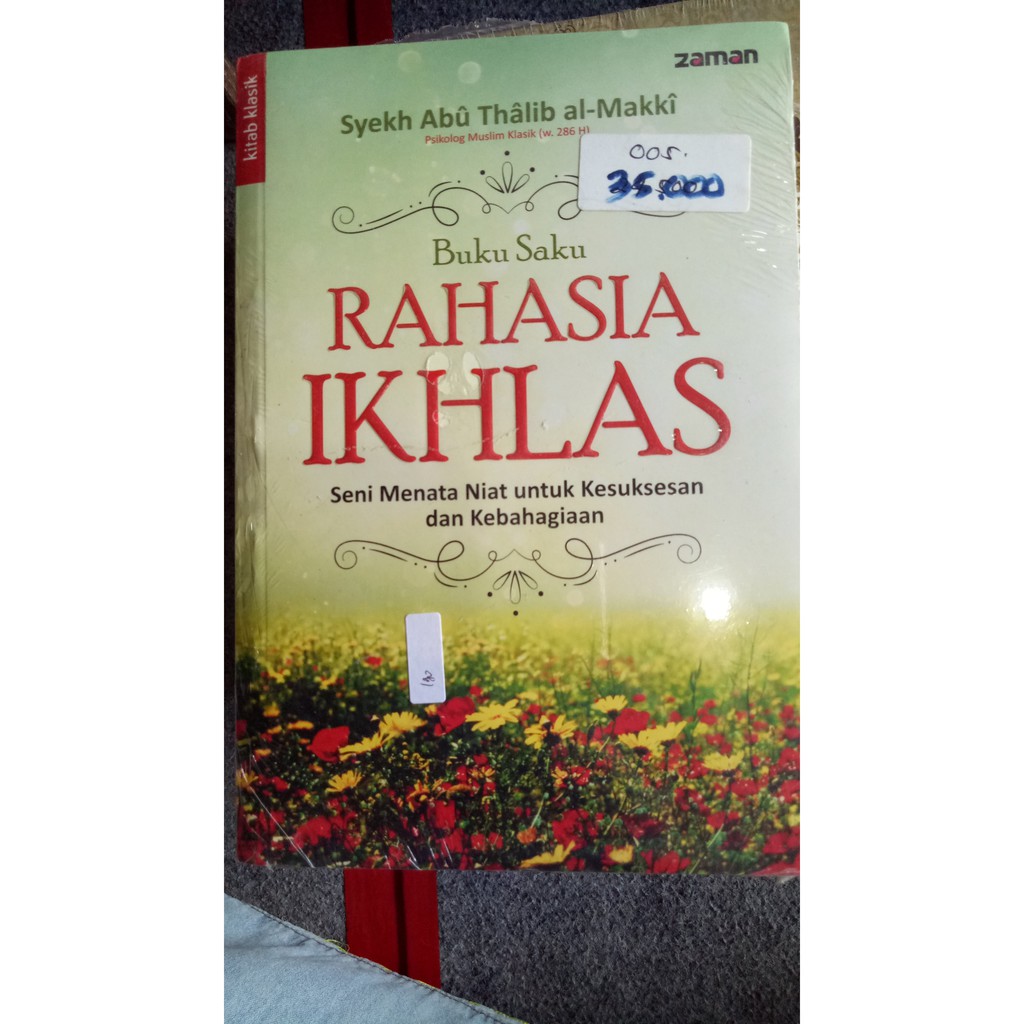 zaman
kitab klasik
Syekh Abû Thâlib al-Makkî
Psikolog Muslim Klasik (w. 286 H)
005.
35.000
Buku Saku
RAHASIA
IKHLAS
Seni Menata Niat untuk Kesuksesan
dan Kebahagiaan